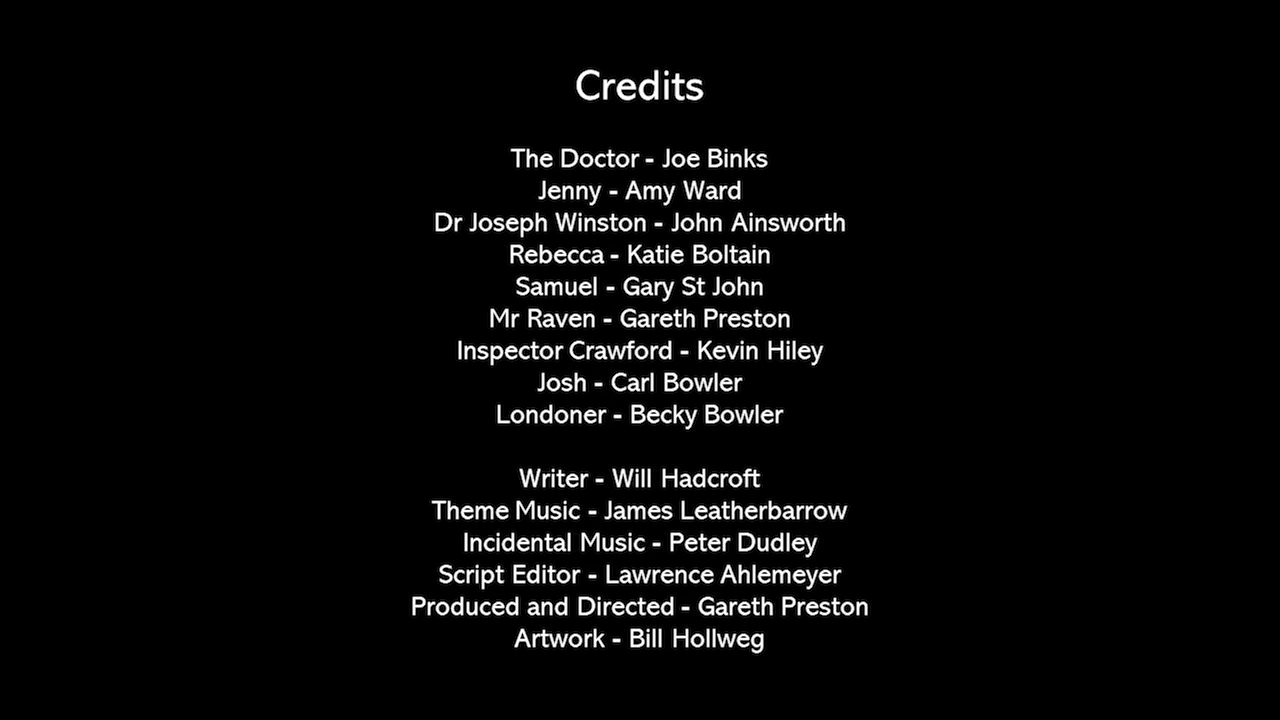 Credits
The Doctor - Joe Binks
Jenny - Amy Ward
Dr Joseph Winston - John Ainsworth
Rebecca - Katie Boltain
Samuel - Gary St John
Mr Raven - Gareth Preston
Inspector Crawford - Kevin Hiley
Josh - Carl Bowler
Londoner - Becky Bowler
Writer - Will Hadcroft
Theme Music - James Leatherbarrow
Incidental Music - Peter Dudley
Script Editor - Lawrence Ahlemeyer
Produced and Directed - Gareth Preston
Artwork - Bill Hollweg